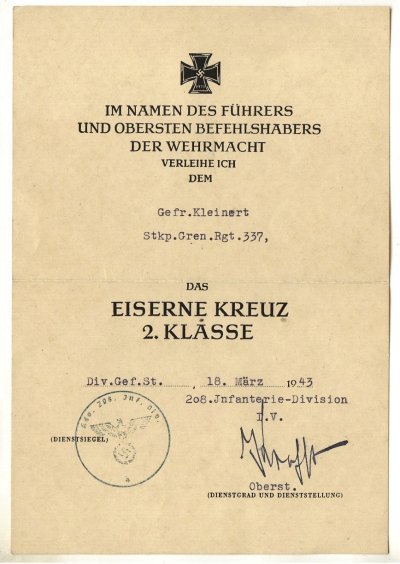 IM NAMEN DES FÜHRERS
UND OBERSTEN BEFEHLSHABERS
DER WEHRMACHT
VERLEIHE ICH
DEM
Gefr.Kleinert
Stkp.Gren.Rgt.337,
DAS
EISERNE KREUZ
2. KLASSE
Div.Gef.St. , 18. März 1943
208.Jnfanterie-Division
I.V.
(DIENSTSIEGEL)
Oberst.
(DIENSTGRAD UND DIENSTSTELLUNG)